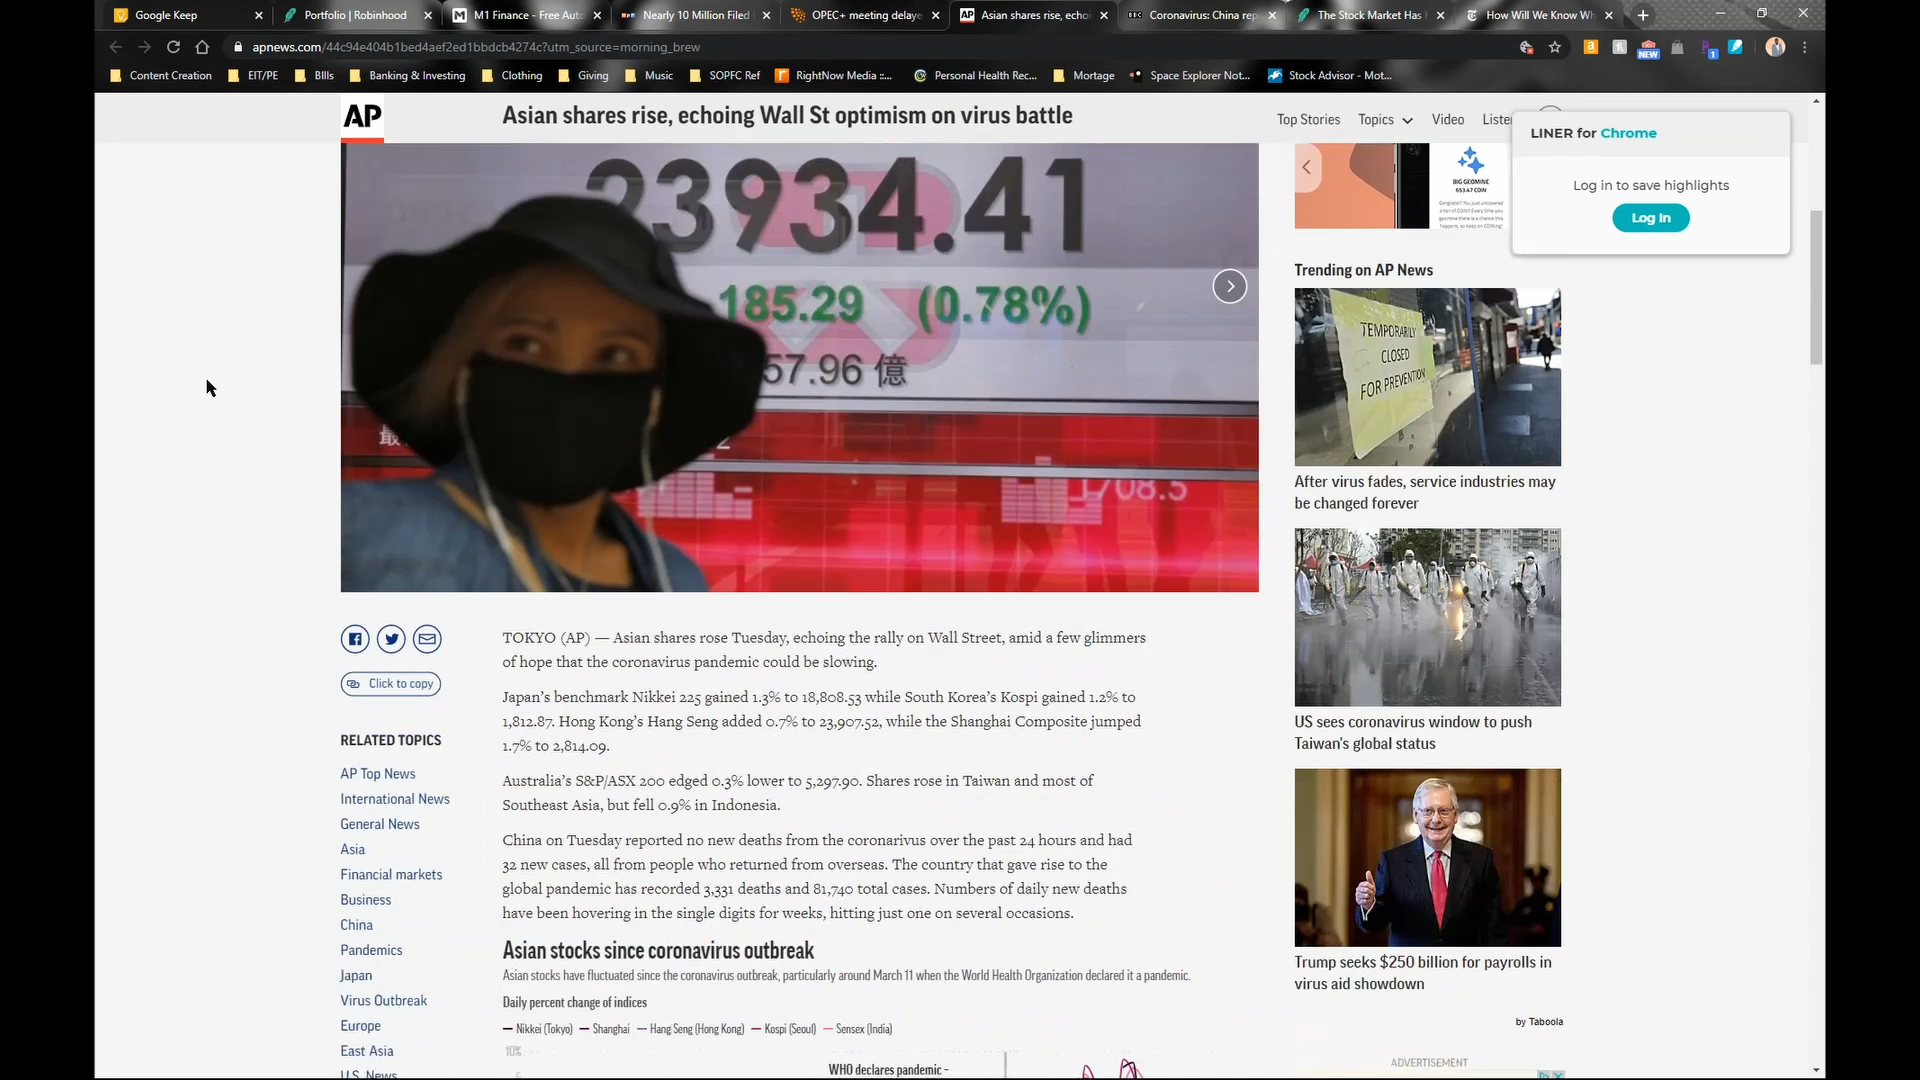 Google Keep
Portfolio | Robinhood
M1 Finance - Free Auto
Nearly 10 Million Filed
OPEC+ meeting delaye
Asian shares rise, echo
Coronavirus: China rep
The Stock Market Has
How Will We Know Wh
apnews.com/44c94e404b1bed4aef2ed1bbdcb4274c?utm_source=morning_brew
NEW
1
Content Creation
EIT/PE
BIlls
Banking & Investing
Clothing
Giving
Music
SOPFC Ref
RightNow Media ::...
Personal Health Rec...
Mortage
Space Explorer Not...
Stock Advisor - Mot...
AP
Asian shares rise, echoing Wall St optimism on virus battle
Top Stories
Topics
Video
Liste
LINER for Chrome
Log in to save highlights
Log In
23934.41
185.29 (0.78%)
57.96 億
最
2
1708.5
BIG GEOMINE
653.47 COIN
Trending on AP News
TEMPORARILY
CLOSED
FOR PREVENTION
After virus fades, service industries may
be changed forever
US sees coronavirus window to push
Taiwan's global status
Trump seeks $250 billion for payrolls in
virus aid showdown
by Taboola
ADVERTISEMENT
Click to copy
RELATED TOPICS
AP Top News
International News
General News
Asia
Financial markets
Business
China
Pandemics
Japan
Virus Outbreak
Europe
East Asia
U.S. News
TOKYO (AP) — Asian shares rose Tuesday, echoing the rally on Wall Street, amid a few glimmers
of hope that the coronavirus pandemic could be slowing.
Japan's benchmark Nikkei 225 gained 1.3% to 18,808.53 while South Korea's Kospi gained 1.2% to
1,812.87. Hong Kong's Hang Seng added 0.7% to 23,907.52, while the Shanghai Composite jumped
1.7% to 2,814.09.
Australia's S&P/ASX 200 edged 0.3% lower to 5,297.90. Shares rose in Taiwan and most of
Southeast Asia, but fell 0.9% in Indonesia.
China on Tuesday reported no new deaths from the coronarivus over the past 24 hours and had
32 new cases, all from people who returned from overseas. The country that gave rise to the
global pandemic has recorded 3,331 deaths and 81,740 total cases. Numbers of daily new deaths
have been hovering in the single digits for weeks, hitting just one on several occasions.
Asian stocks since coronavirus outbreak
Asian stocks have fluctuated since the coronavirus outbreak, particularly around March 11 when the World Health Organization declared it a pandemic.
Daily percent change of indices
Nikkei (Tokyo)
Shanghai
Hang Seng (Hong Kong)
Kospi (Seoul)
Sensex (India)
10%
WHO declares pandemic –
5